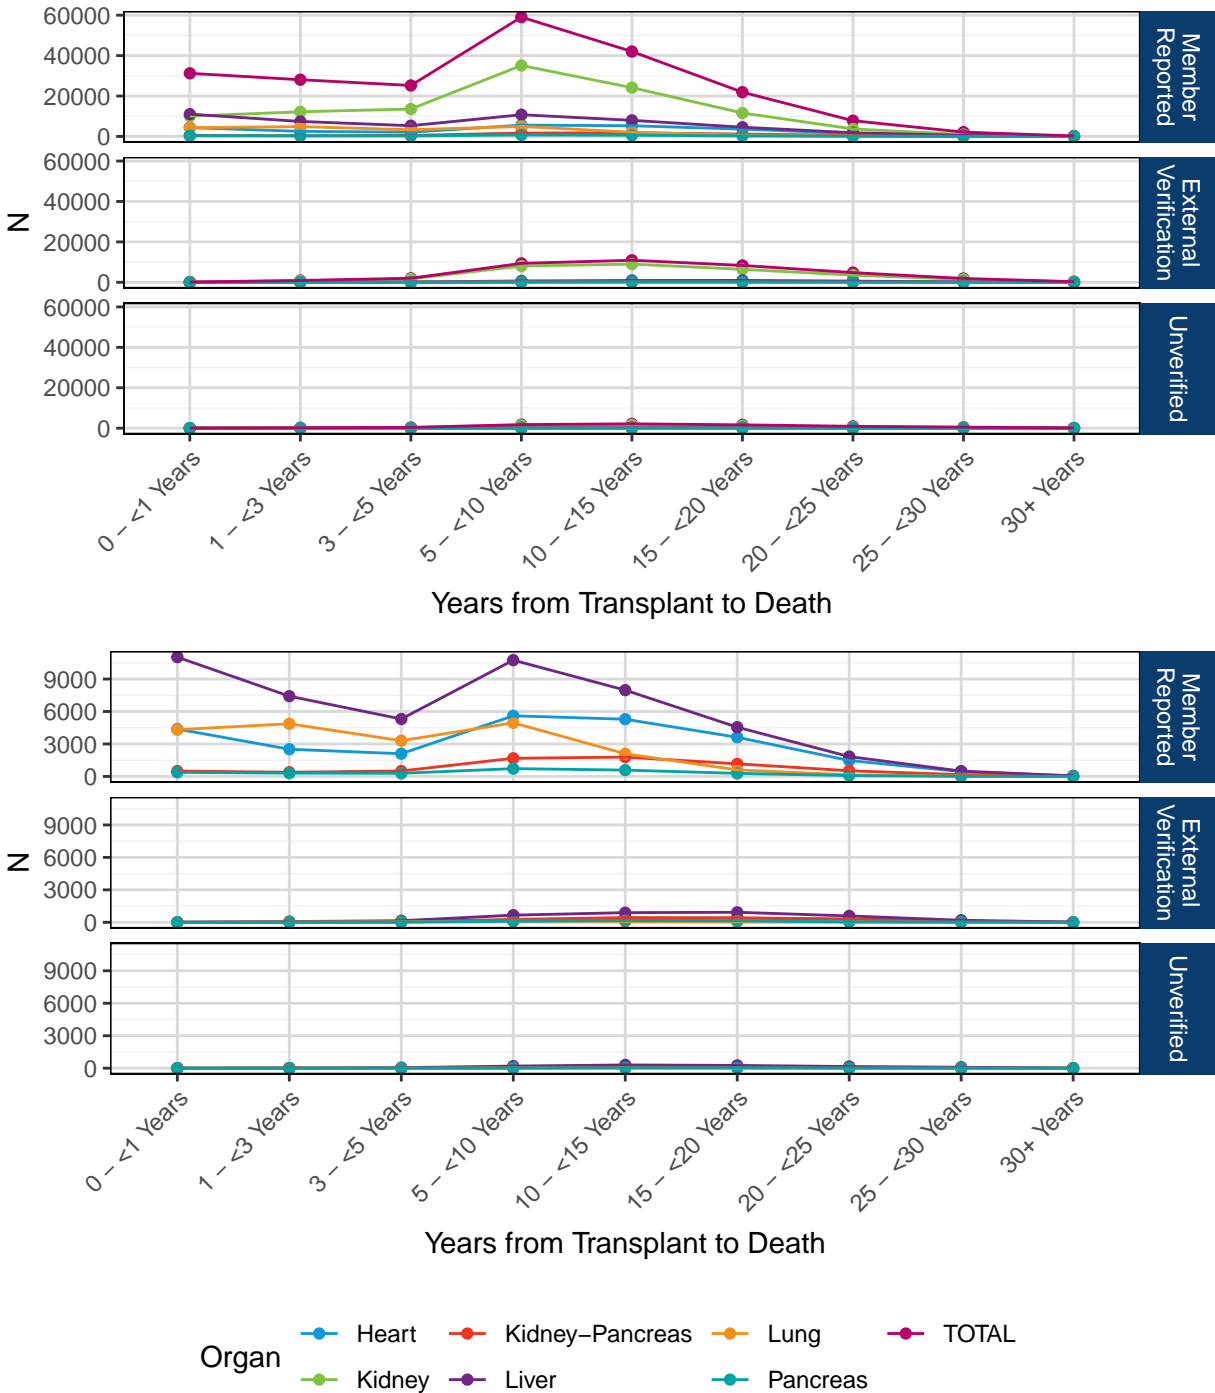 60000
40000
20000
0
Member
Reported
60000
40000
20000
0
External
Verification
N
60000
40000
20000
0
Unverified
0 – <1 Years
1 – <3 Years
3 – <5 Years
5 – <10 Years
10 – <15 Years
15 – <20 Years
20 – <25 Years
25 – <30 Years
30+ Years
Years from Transplant to Death
9000
6000
3000
0
Member
Reported
9000
6000
3000
0
External
Verification
N
9000
6000
3000
0
Unverified
0 – <1 Years
1 – <3 Years
3 – <5 Years
5 – <10 Years
10 – <15 Years
15 – <20 Years
20 – <25 Years
25 – <30 Years
30+ Years
Years from Transplant to Death
Organ
Heart
Kidney−Pancreas
Lung
TOTAL
Kidney
Liver
Pancreas